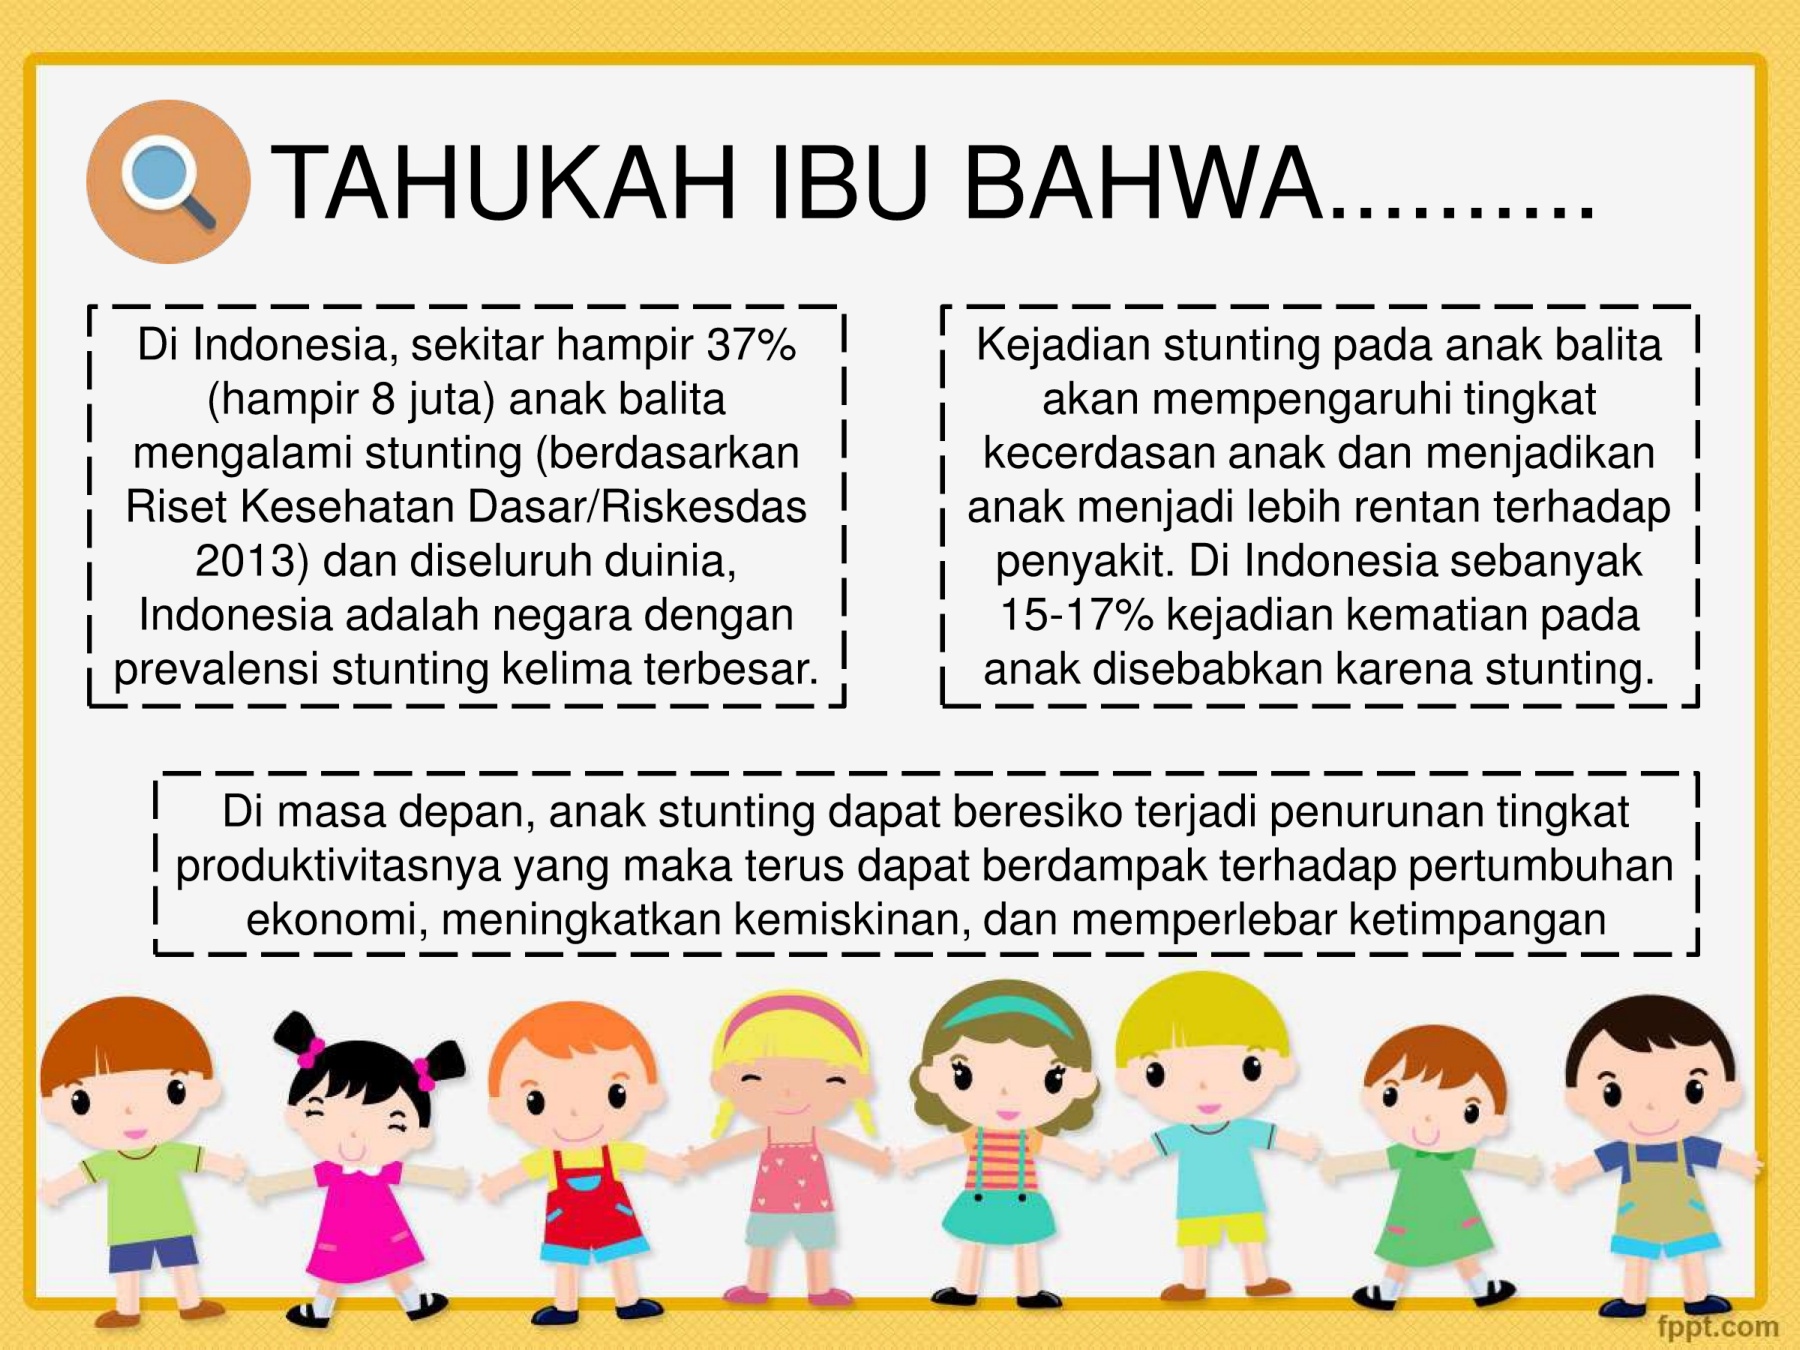 TAHUKAH IBU BAHWA..........
Di Indonesia, sekitar hampir 37%
(hampir 8 juta) anak balita
mengalami stunting (berdasarkan
Riset Kesehatan Dasar/Riskesdas
2013) dan diseluruh duinia,
Indonesia adalah negara dengan
prevalensi stunting kelima terbesar.
Kejadian stunting pada anak balita
akan mempengaruhi tingkat
kecerdasan anak dan menjadikan
anak menjadi lebih rentan terhadap
penyakit. Di Indonesia sebanyak
15-17% kejadian kematian pada
anak disebabkan karena stunting.
Di masa depan, anak stunting dapat beresiko terjadi penurunan tingkat
produktivitasnya yang maka terus dapat berdampak terhadap pertumbuhan
ekonomi, meningkatkan kemiskinan, dan memperlebar ketimpangan
fppt.com